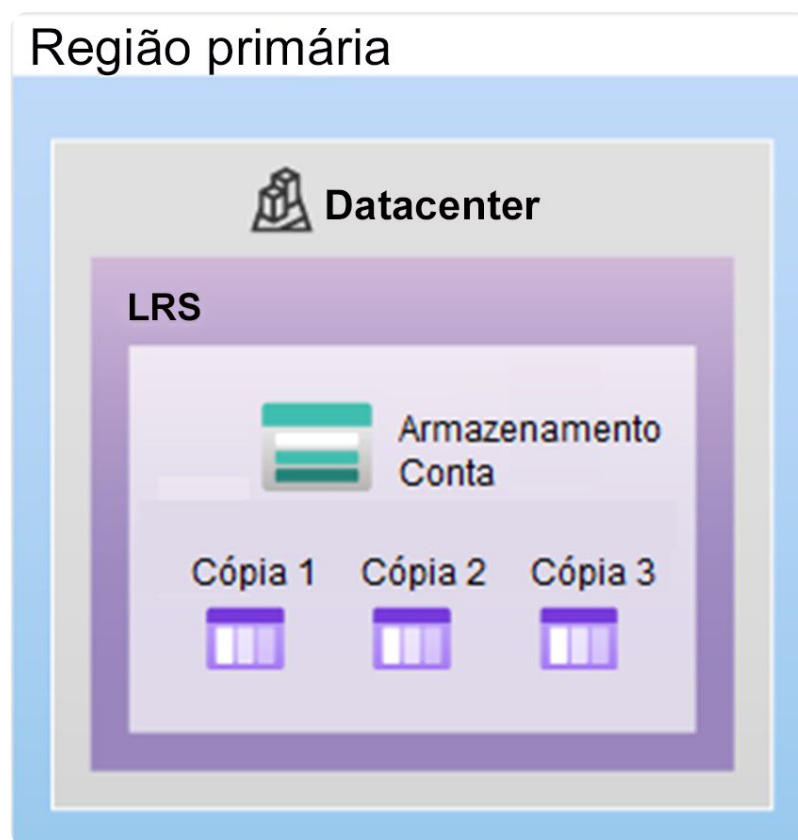 Região primária
Datacenter
LRS
Armazenamento
Conta
Cópia 1 Cópia 2 Cópia 3